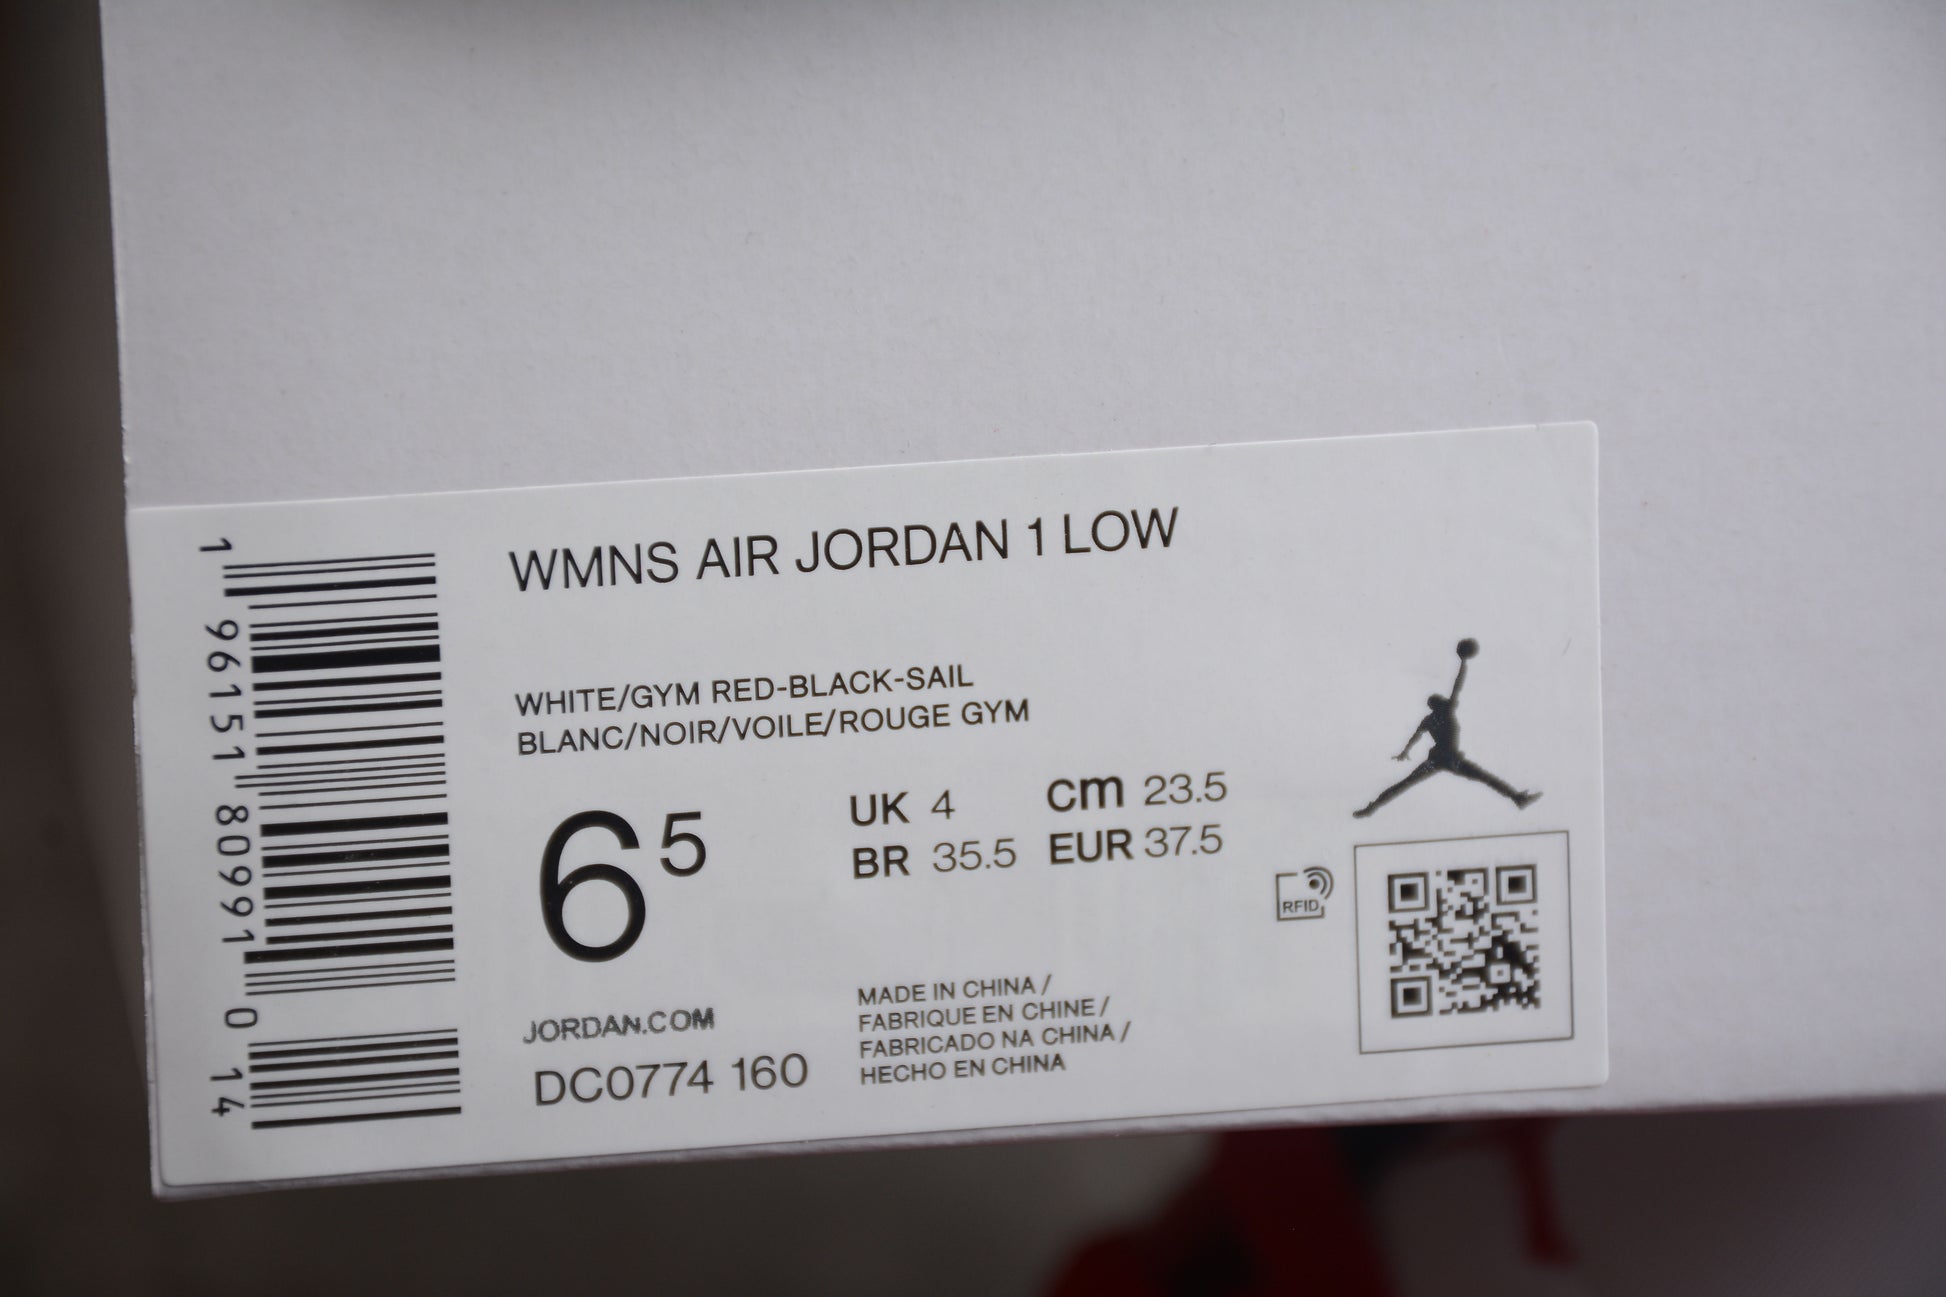 WMNS AIR JORDAN 1 LOW
WHITE/GYM RED-BLACK-SAIL
BLANC/NOIR/VOILE/ROUGE GYM
6 5
UK 4 cm 23.5
BR 35.5 EUR 37.5
RFID
JORDAN.COM
DC0774 160
MADE IN CHINA /
FABRIQUE EN CHINE /
FABRICADO NA CHINA /
HECHO EN CHINA
1 96151 80991 0 14